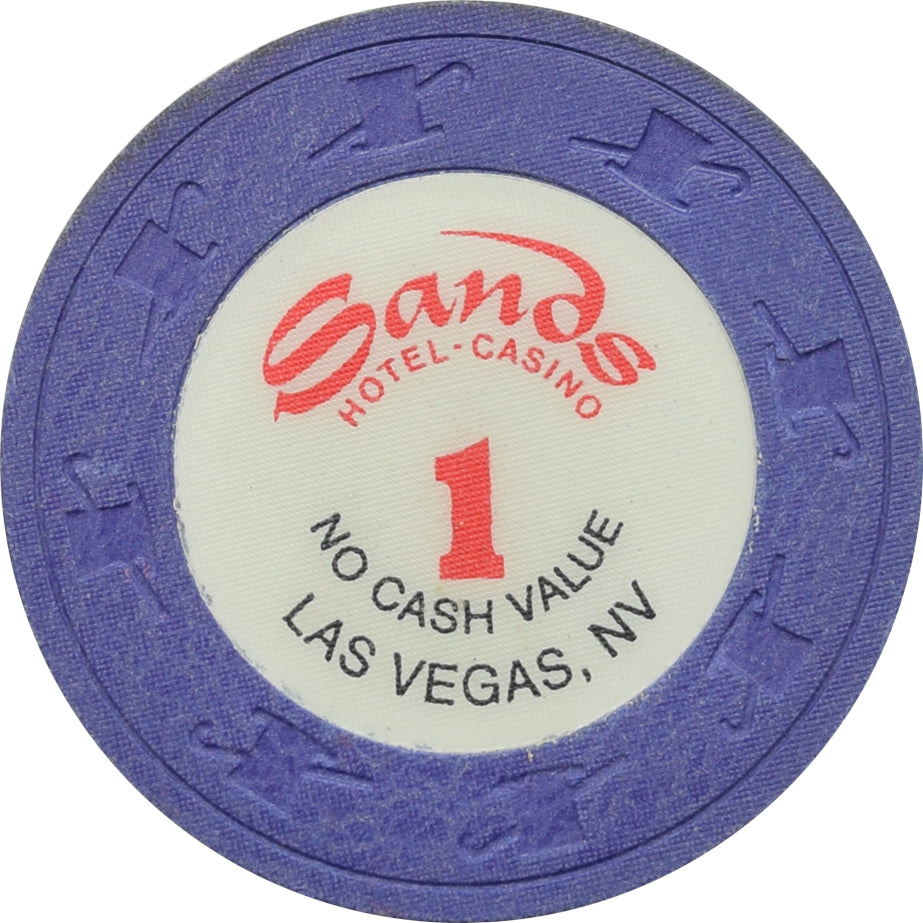 Sands
HOTEL-CASINO
1
NO CASH VALUE
LAS VEGAS, NV